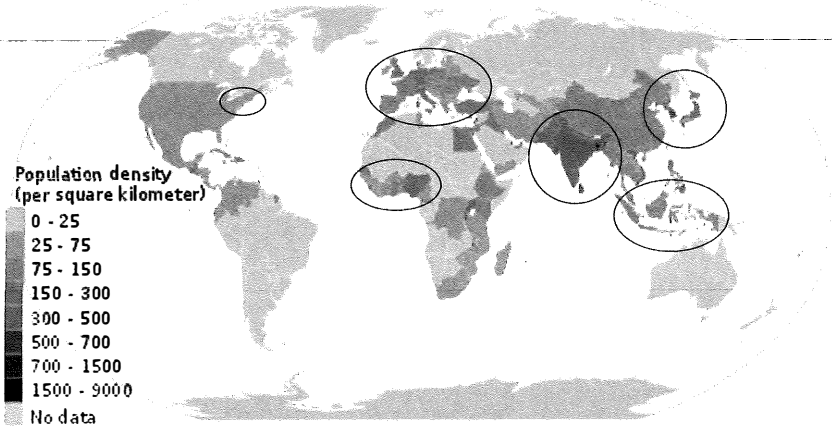 Population density
(per square kilometer)
0 - 25
25 - 75
75 - 150
150 - 300
300 - 500
500 - 700
700 - 1500
1500 - 9000
No data